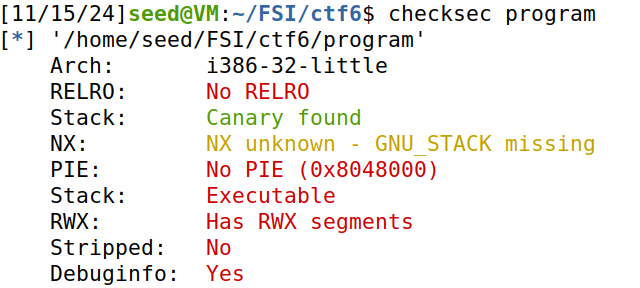 [11/15/24]seed@VM:~/FSI/ctf6$ checksec program
[*] '/home/seed/FSI/ctf6/program'
    Arch:       i386-32-little
    RELRO:      No RELRO
    Stack:      Canary found
    NX:         NX unknown - GNU_STACK missing
    PIE:        No PIE (0x8048000)
    Stack:      Executable
    RWX:        Has RWX segments
    Stripped:   No
    Debuginfo:  Yes